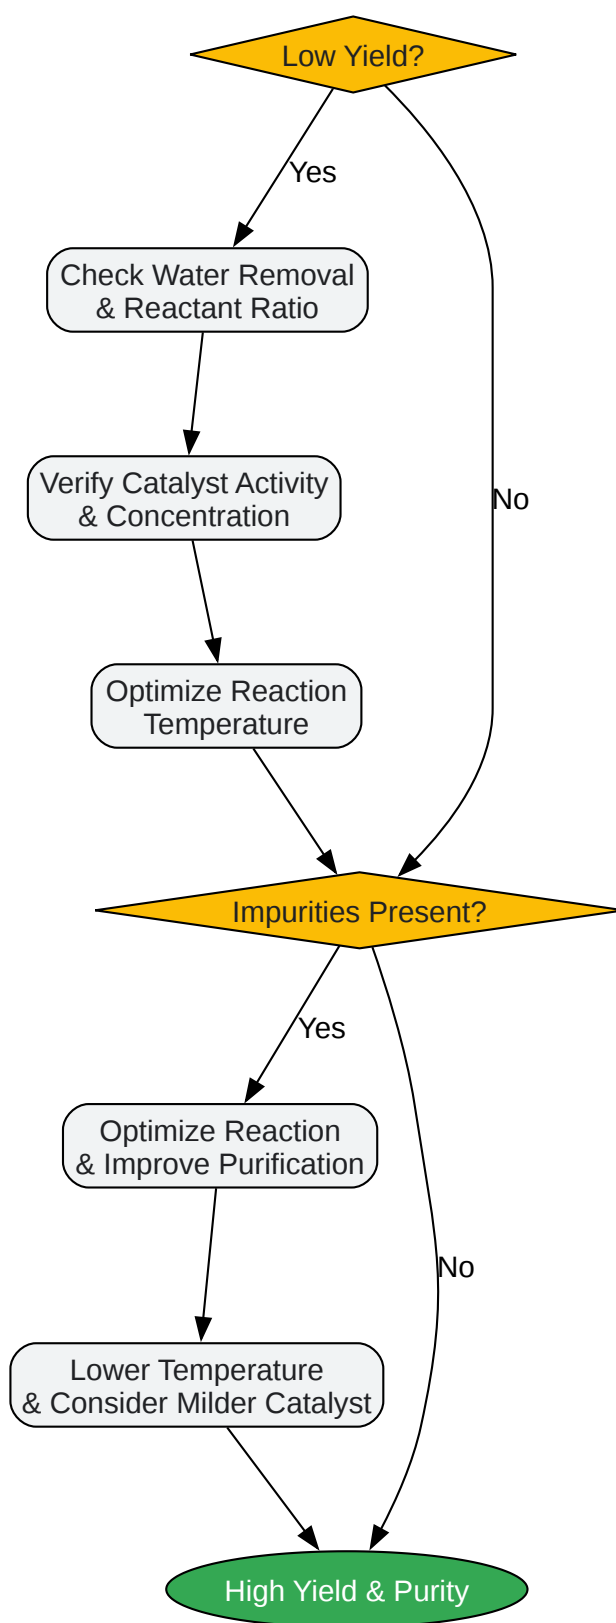 Low Yield?
Yes
Check Water Removal
& Reactant Ratio
Verify Catalyst Activity
& Concentration
No
Optimize Reaction
Temperature
Impurities Present?
Yes
Optimize Reaction
& Improve Purification
No
Lower Temperature
& Consider Milder Catalyst
High Yield & Purity